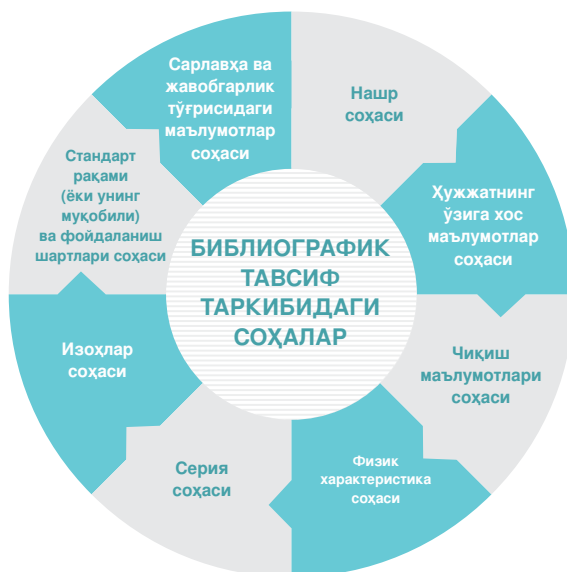 Сарлавҳа ва
жавобгарлик
тўғрисидаги
маълумотлар
соҳаси
Нашр
соҳаси
Ҳужжатнинг
ўзига хос
маълумотлар
соҳаси
Чиқиш
маълумотлари
соҳаси
Физик
характеристика
соҳаси
Серия
соҳаси
Изоҳлар
соҳаси
Стандарт
рақами
(ёки унинг
муқобили)
ва фойдаланиш
шартлари соҳаси
БИБЛИОГРАФИК
ТАВСИФ
ТАРКИБИДАГИ
СОҲАЛАР